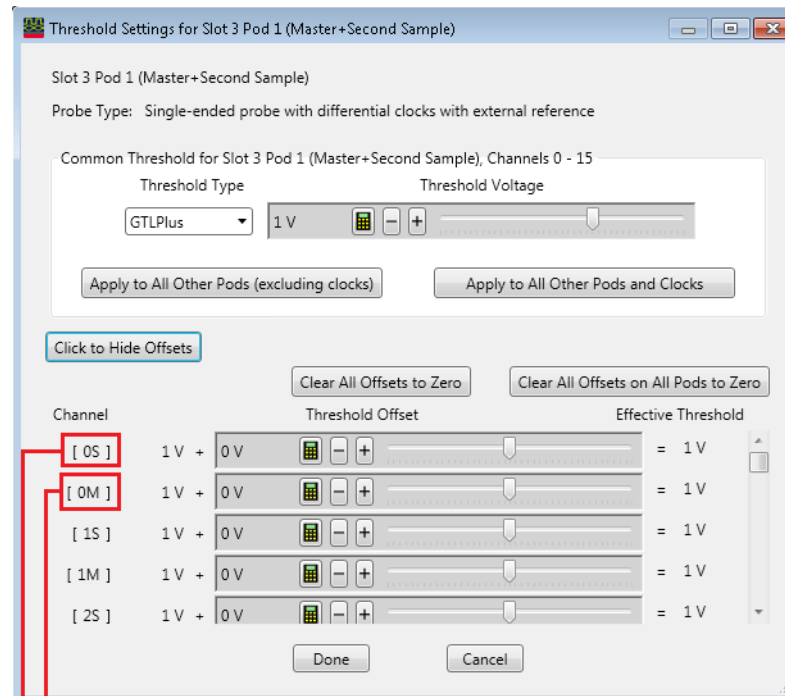 Threshold Settings for Slot 3 Pod 1 (Master+Second Sample)
Slot 3 Pod 1 (Master+Second Sample)
Probe Type: Single-ended probe with differential clocks with external reference
Common Threshold for Slot 3 Pod 1 (Master+Second Sample), Channels 0 - 15
Threshold Type Threshold Voltage
GTLPlus 1 V - +
Apply to All Other Pods (excluding clocks) Apply to All Other Pods and Clocks
Click to Hide Offsets
Clear All Offsets to Zero Clear All Offsets on All Pods to Zero
Channel Threshold Offset Effective Threshold
[ 0S ] 1 V + 0 V - + = 1 V
[ 0M ] 1 V + 0 V - + = 1 V
[ 1S ] 1 V + 0 V - + = 1 V
[ 1M ] 1 V + 0 V - + = 1 V
[ 2S ] 1 V + 0 V - + = 1 V
Done Cancel